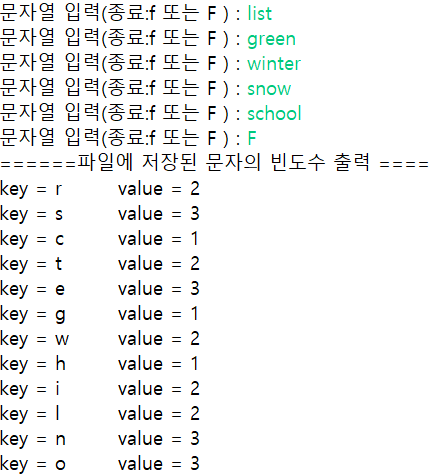 문자열 입력(종료:f 또는 F ) : list
문자열 입력(종료:f 또는 F ) : green
문자열 입력(종료:f 또는 F ) : winter
문자열 입력(종료:f 또는 F ) : snow
문자열 입력(종료:f 또는 F ) : school
문자열 입력(종료:f 또는 F ) : F
======파일에 저장된 문자의 빈도수 출력 ====
key = r value = 2
key = s value = 3
key = c value = 1
key = t value = 2
key = e value = 3
key = g value = 1
key = w value = 2
key = h value = 1
key = i value = 2
key = l value = 2
key = n value = 3
key = o value = 3